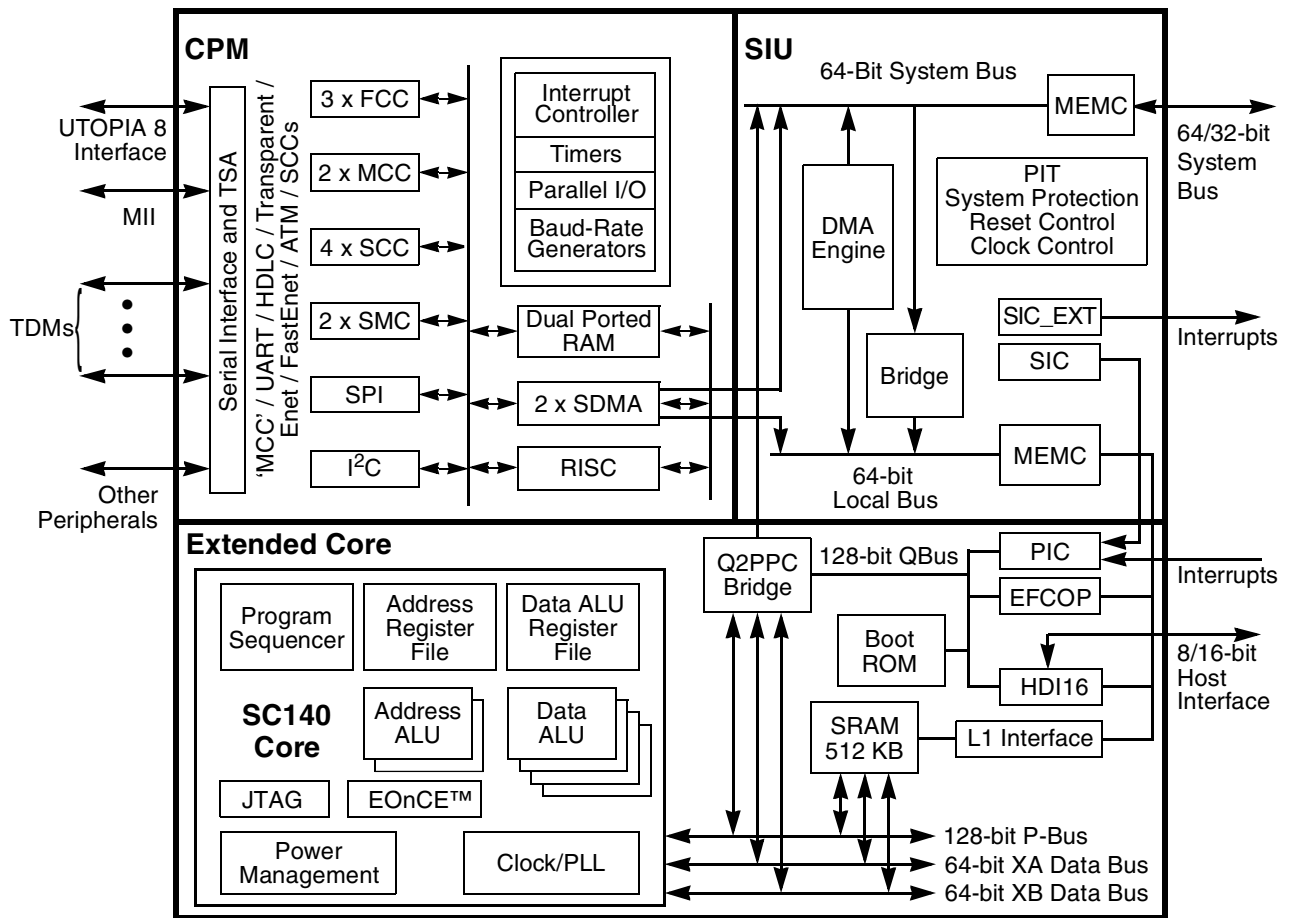 CPM
UTOPIA 8
Interface
MII
TDMs
Other
Peripherals
Serial Interface and TSA
'MCC' / UART / HDLC / Transparent /
Enet / FastEnet / ATM / SCCs
3 x FCC
2 x MCC
4 x SCC
2 x SMC
SPI
I²C
Interrupt
Controller
Timers
Parallel I/O
Baud-Rate
Generators
Dual Ported
RAM
2 x SDMA
RISC
SIU
64-Bit System Bus
MEMC
64/32-bit
System
Bus
DMA
Engine
PIT
System Protection
Reset Control
Clock Control
SIC_EXT
Interrupts
SIC
Bridge
MEMC
64-bit
Local Bus
Extended Core
Program
Sequencer
Address
Register
File
Data ALU
Register
File
SC140
Core
Address
ALU
Data
ALU
JTAG
EOnCE™
Power
Management
Clock/PLL
Q2PPC
Bridge
128-bit QBus
PIC
Interrupts
EFCOP
Boot
ROM
HDI16
8/16-bit
Host
Interface
SRAM
512 KB
L1 Interface
128-bit P-Bus
64-bit XA Data Bus
64-bit XB Data Bus